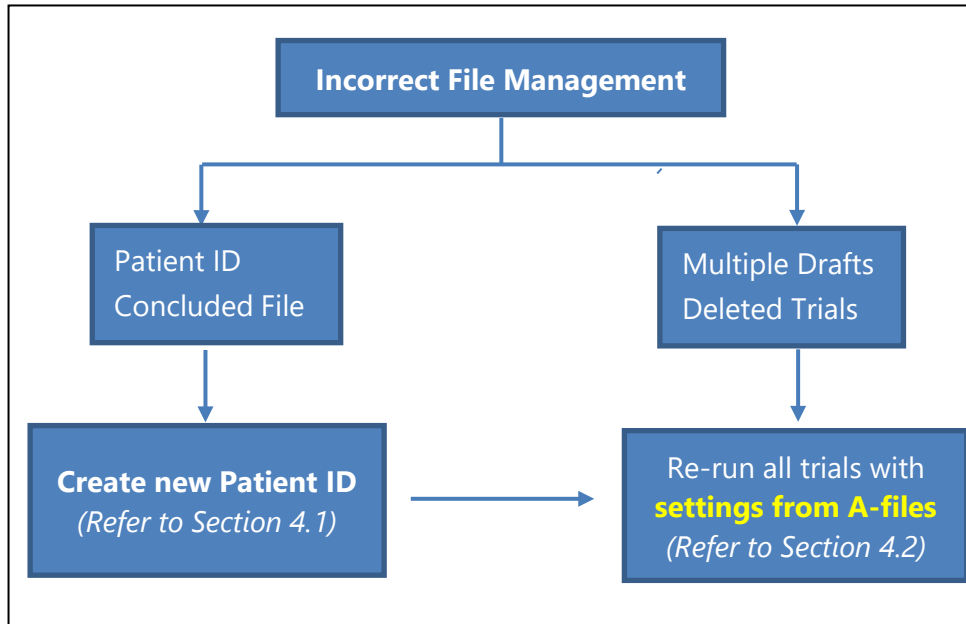 Incorrect File Management
Patient ID
Concluded File
Multiple Drafts
Deleted Trials
Create new Patient ID
(Refer to Section 4.1)
Re-run all trials with
settings from A-files
(Refer to Section 4.2)